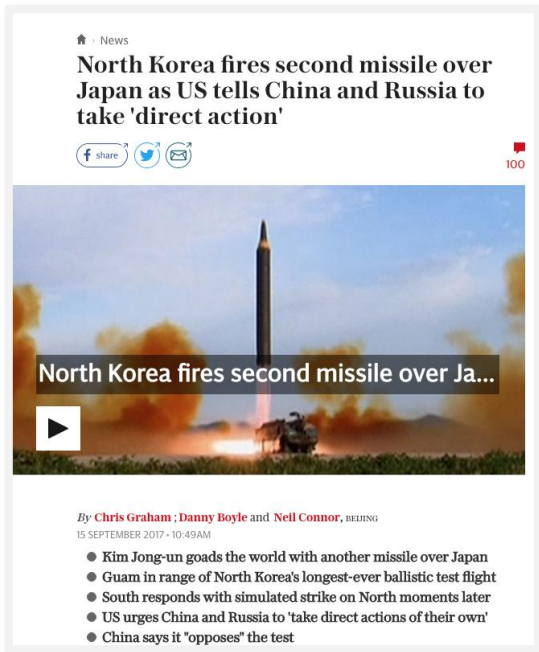 News
North Korea fires second missile over
Japan as US tells China and Russia to
take 'direct action'
share
100
North Korea fires second missile over Ja...
By Chris Graham ; Danny Boyle and Neil Connor, BEIJING
15 SEPTEMBER 2017 • 10:49AM
● Kim Jong-un goads the world with another missile over Japan
● Guam in range of North Korea's longest-ever ballistic test flight
● South responds with simulated strike on North moments later
● US urges China and Russia to 'take direct actions of their own'
● China says it "opposes" the test